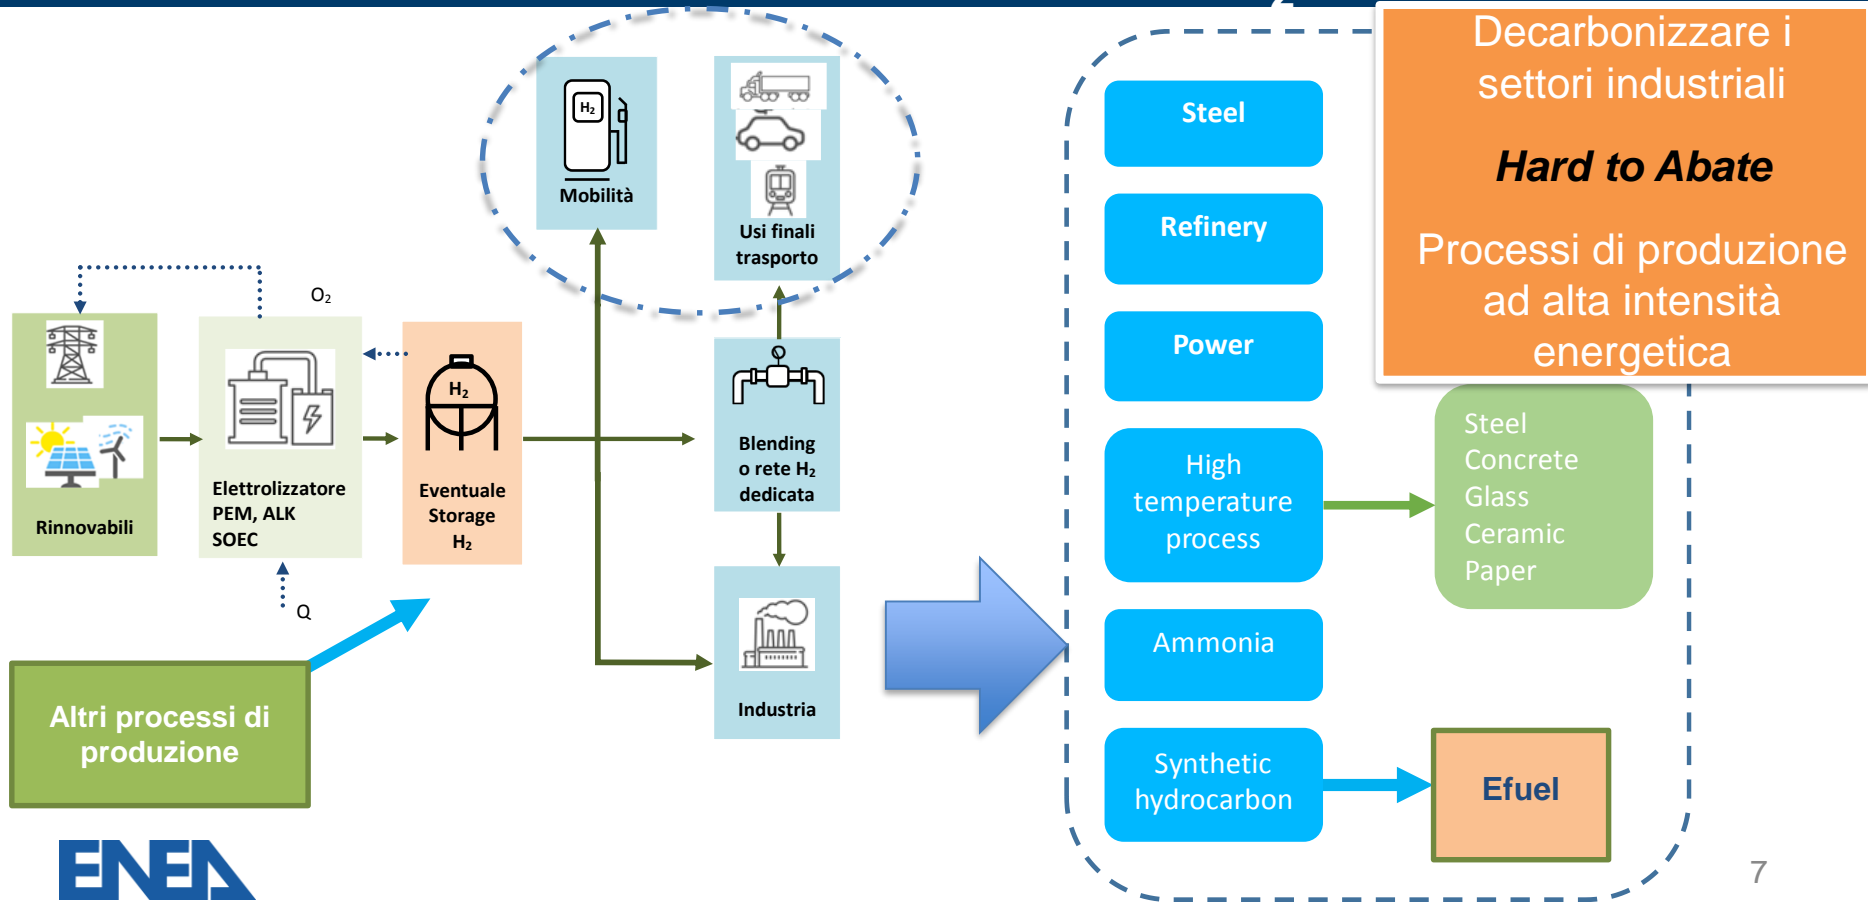 2
H₂
Mobilità
Usi finali
trasporto
O₂
Rinnovabili
Elettrolizzatore
PEM, ALK
SOEC
Q
H₂
Eventuale
Storage
H₂
Blending
o rete H₂
dedicata
Industria
Altri processi di
produzione
Steel
Refinery
Power
High
temperature
process
Ammonia
Synthetic
hydrocarbon
Decarbonizzare i
settori industriali
Hard to Abate
Processi di produzione
ad alta intensità
energetica
Steel
Concrete
Glass
Ceramic
Paper
Efuel
ENEA
7